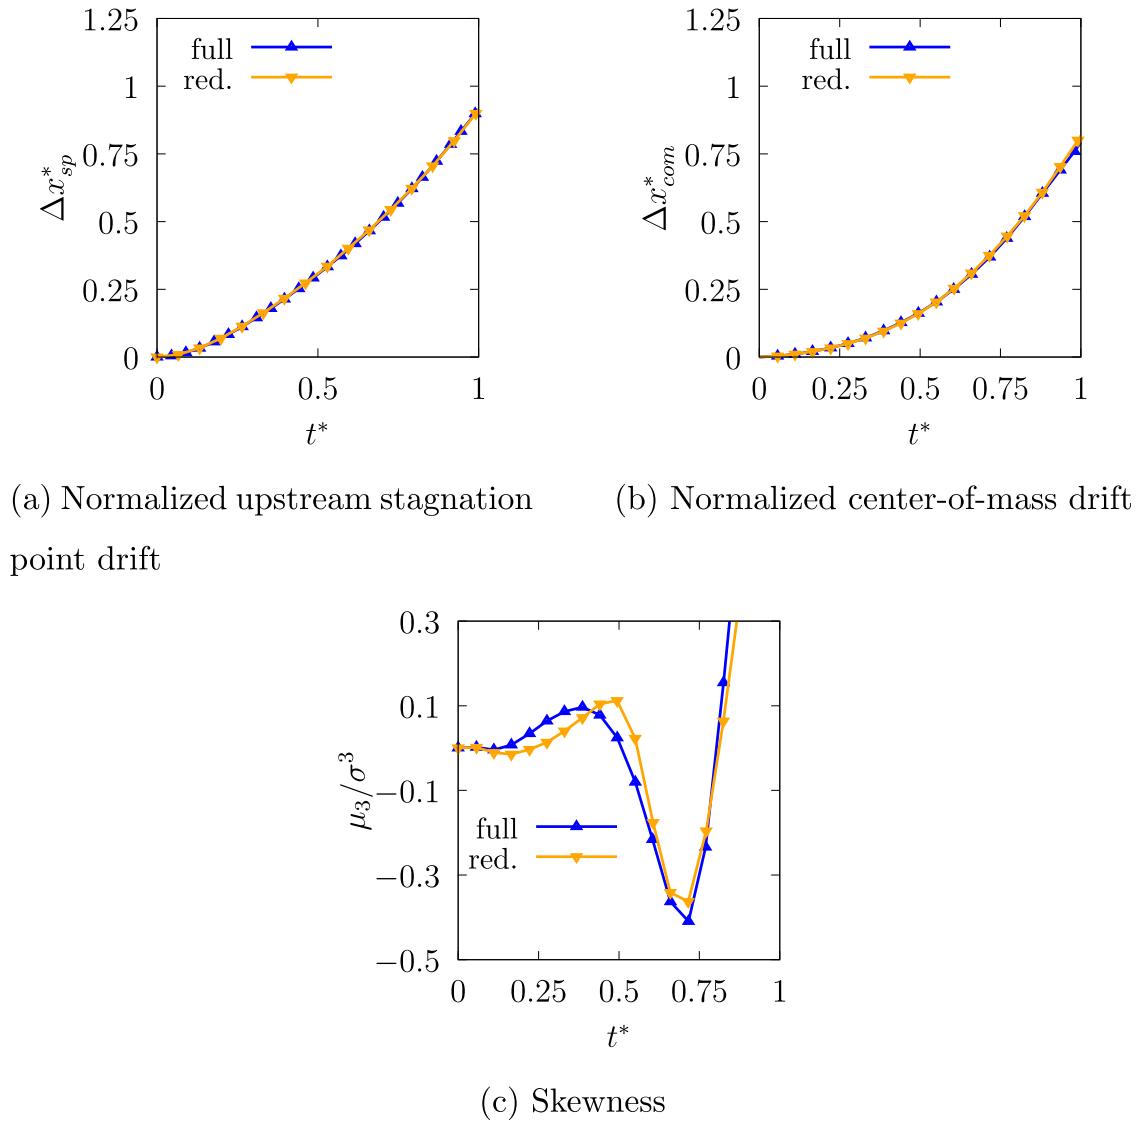 1.25
1
0.75
0.5
0.25
0
0 0.5 1
Δx*sp
t*
full
red.
(a) Normalized upstream stagnation
point drift
1.25
1
0.75
0.5
0.25
0
0 0.25 0.5 0.75 1
Δx*com
t*
full
red.
(b) Normalized center-of-mass drift
0.3
0.1
−0.1
−0.3
−0.5
0 0.25 0.5 0.75 1
μ3/σ3
t*
full
red.
(c) Skewness